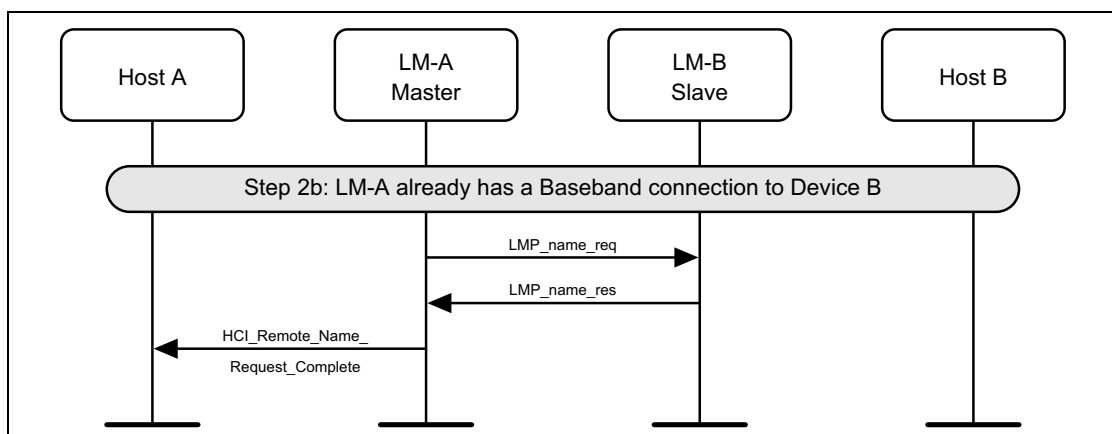 Host A
LM-A
Master
LM-B
Slave
Host B
Step 2b: LM-A already has a Baseband connection to Device B
LMP_name_req
LMP_name_res
HCI_Remote_Name_
Request_Complete